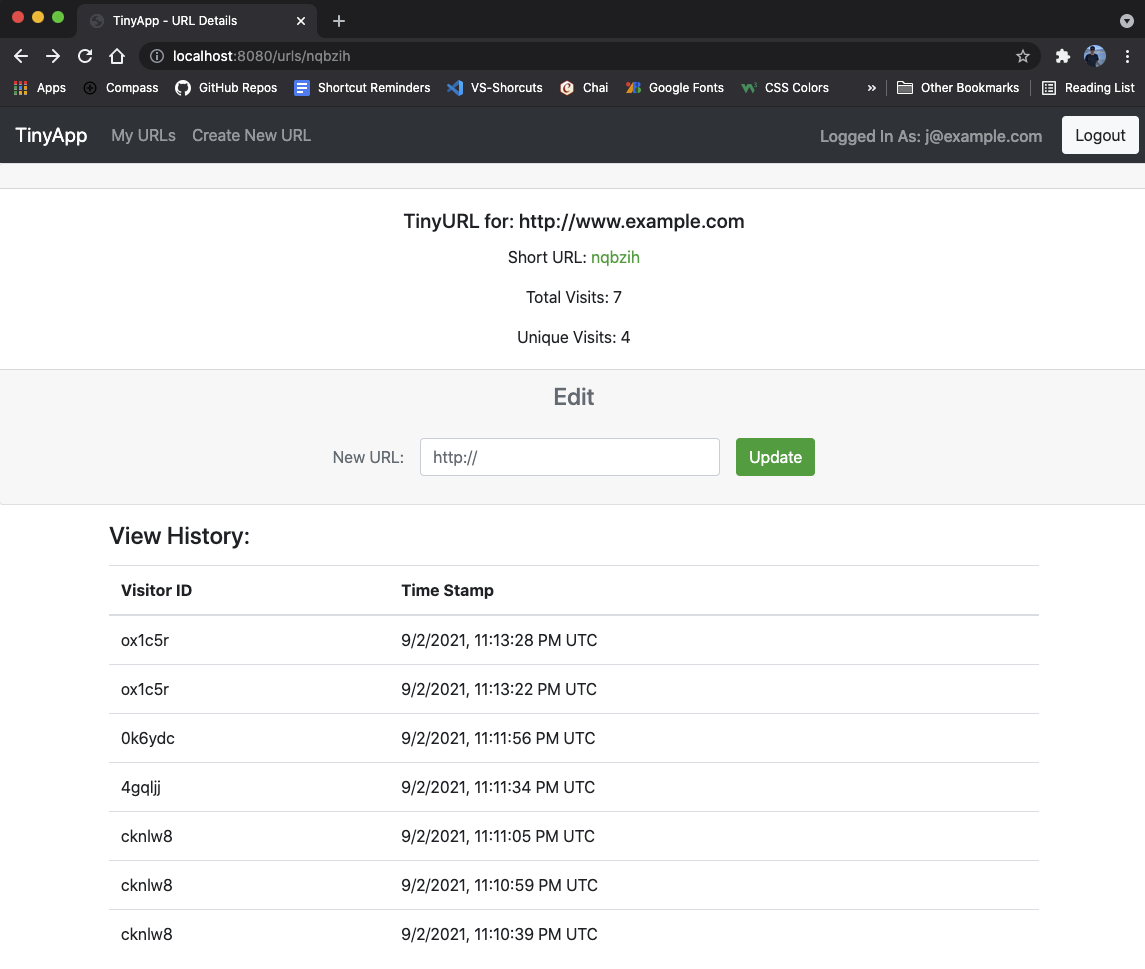 TinyApp - URL Details
localhost:8080/urls/nqbzih
Apps Compass GitHub Repos Shortcut Reminders VS-Shorcuts Chai Google Fonts CSS Colors » Other Bookmarks Reading List
TinyApp My URLs Create New URL Logged In As: j@example.com Logout
TinyURL for: http://www.example.com
Short URL: nqbzih
Total Visits: 7
Unique Visits: 4
Edit
New URL: http:// Update
View History:
Visitor ID Time Stamp
ox1c5r 9/2/2021, 11:13:28 PM UTC
ox1c5r 9/2/2021, 11:13:22 PM UTC
0k6ydc 9/2/2021, 11:11:56 PM UTC
4gqljj 9/2/2021, 11:11:34 PM UTC
cknlw8 9/2/2021, 11:11:05 PM UTC
cknlw8 9/2/2021, 11:10:59 PM UTC
cknlw8 9/2/2021, 11:10:39 PM UTC